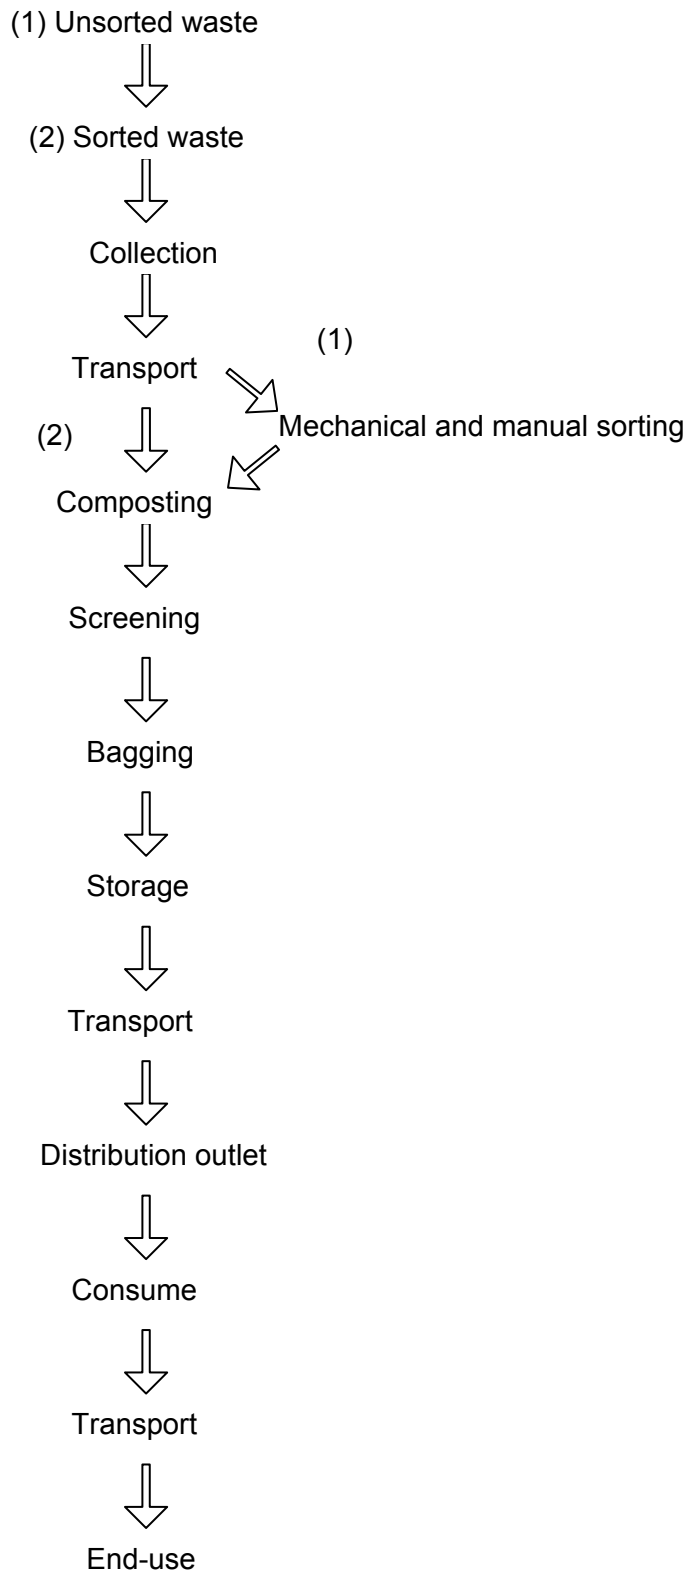 (1) Unsorted waste
(2) Sorted waste
Collection
(1)
Transport
Mechanical and manual sorting
(2)
Composting
Screening
Bagging
Storage
Transport
Distribution outlet
Consume
Transport
End-use